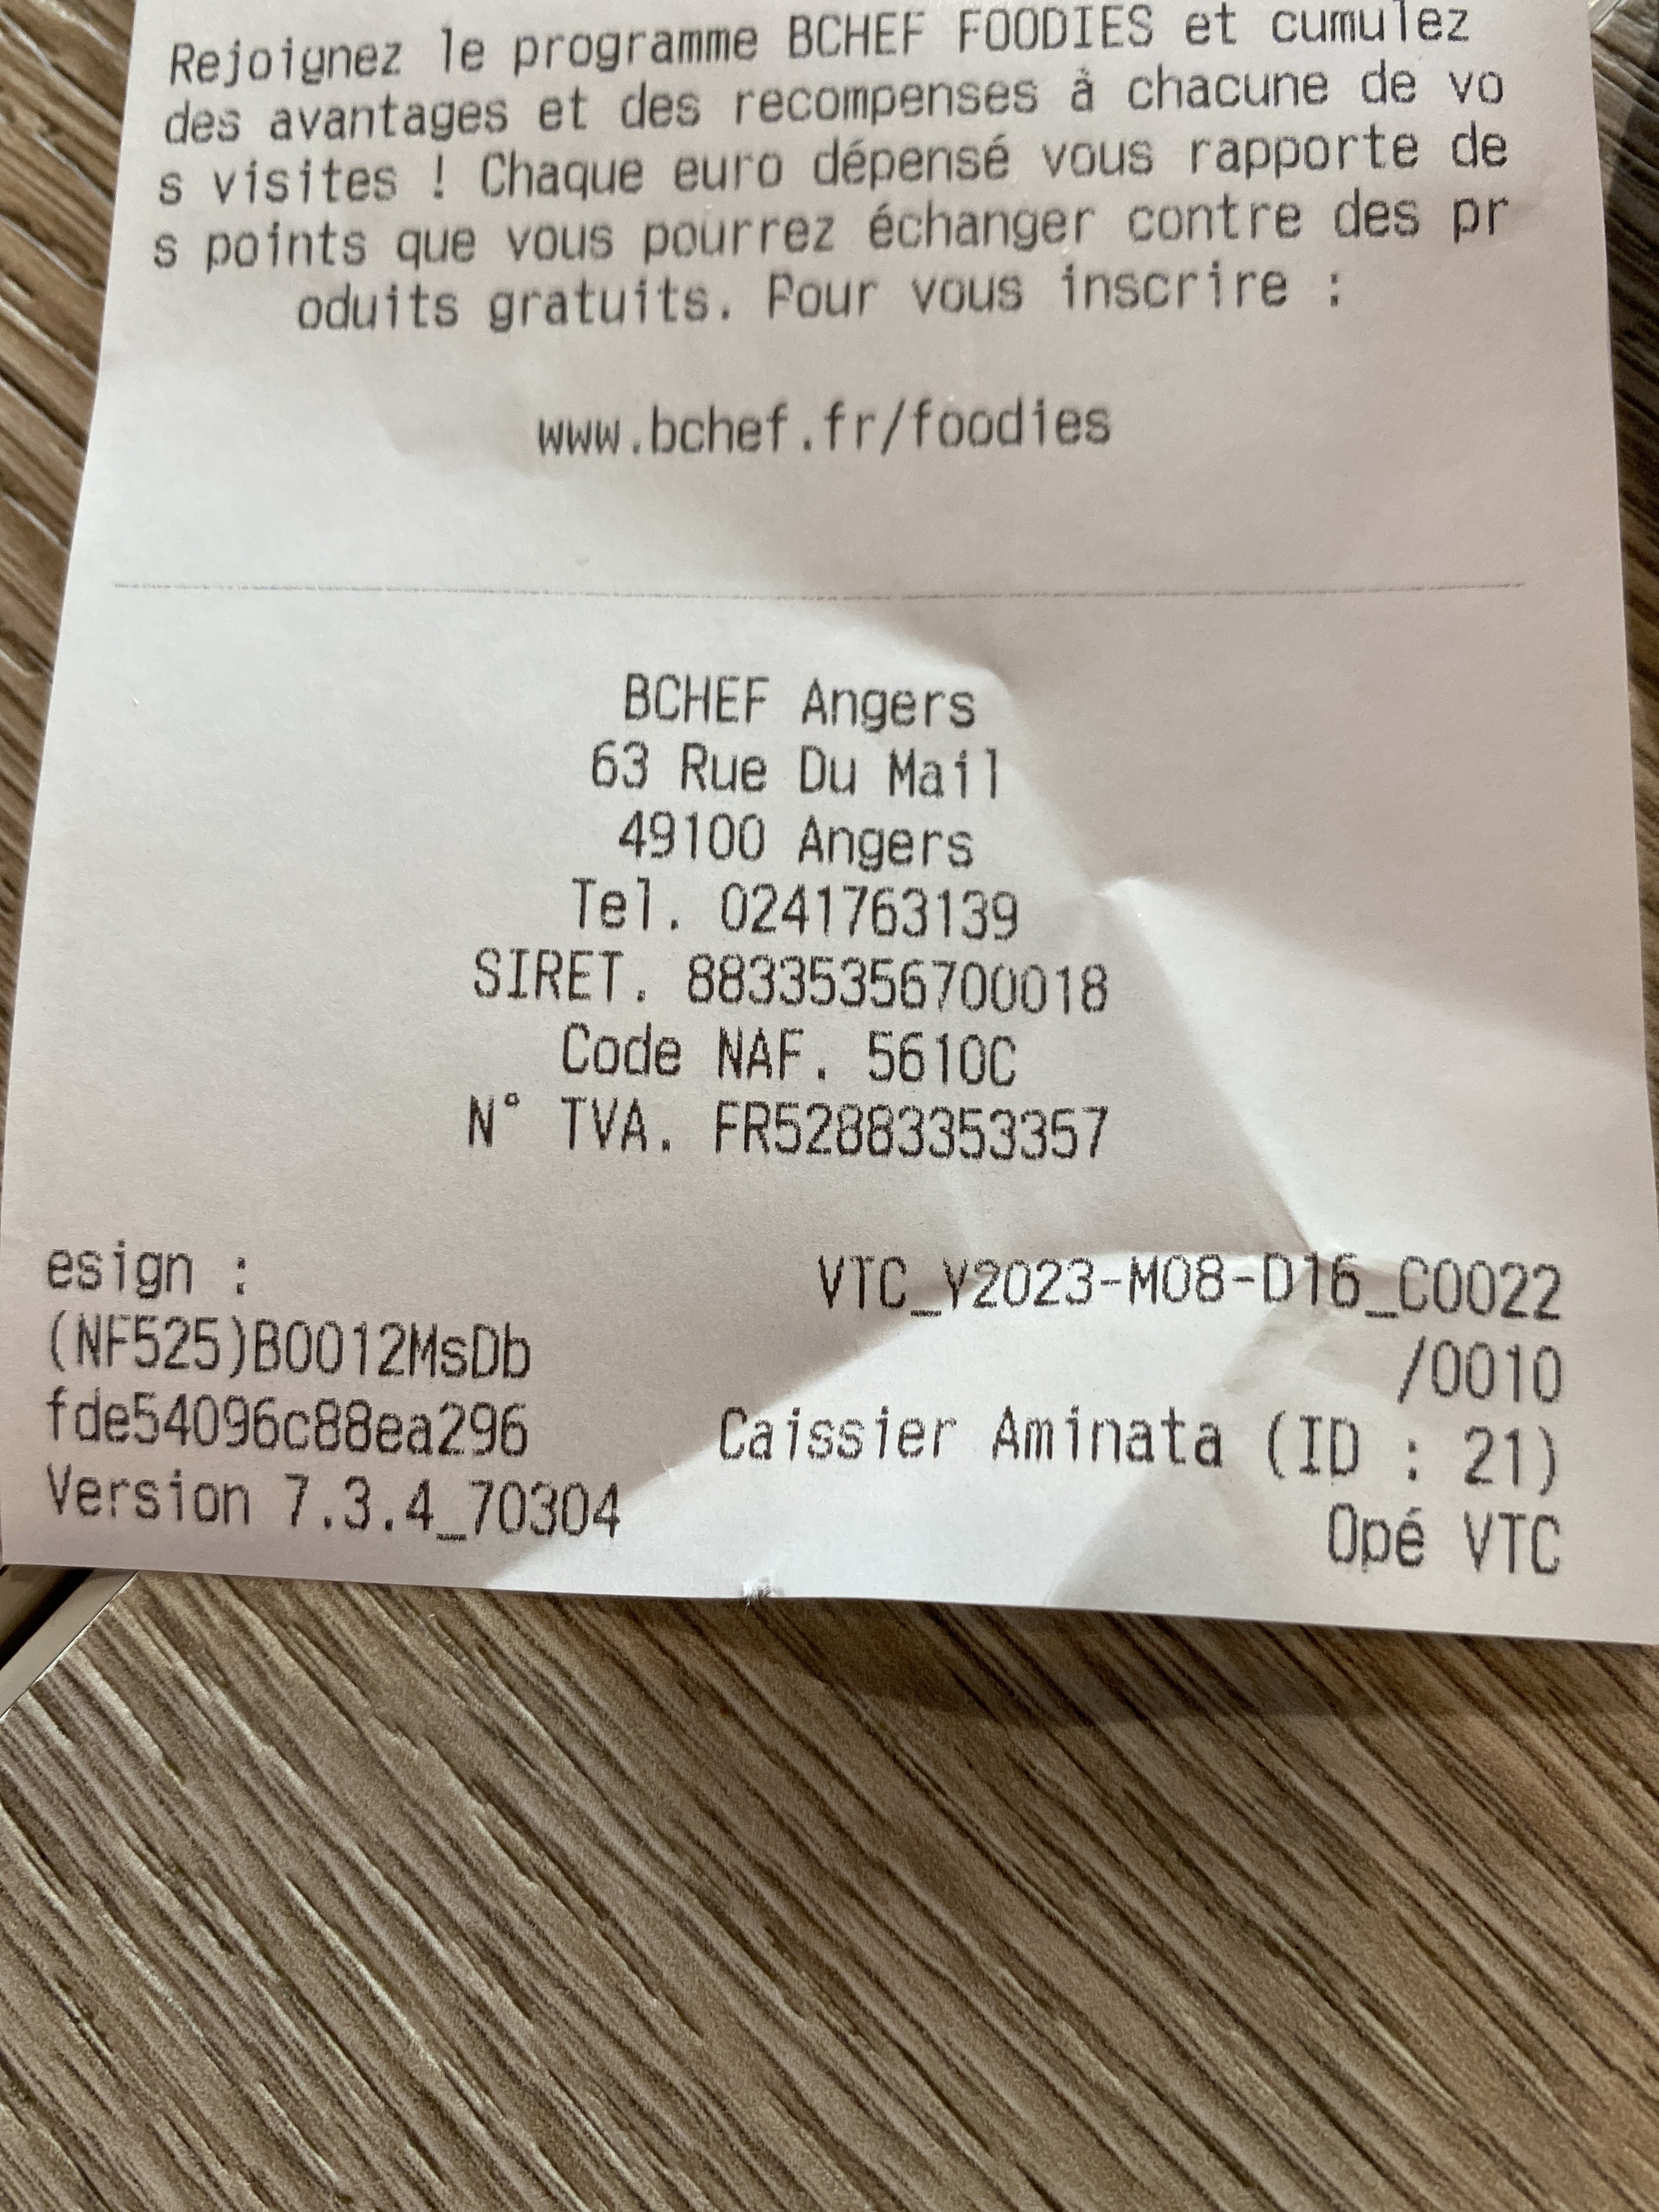 Rejoignez le programme BCHEF FOODIES et cumulez
des avantages et des recompenses à chacune de vo
s visites ! Chaque euro dépensé vous rapporte de
s points que vous pourrez échanger contre des pr
oduits gratuits. Pour vous inscrire :
www.bchef.fr/foodies
BCHEF Angers
63 Rue Du Mail
49100 Angers
Tel. 0241763139
SIRET. 88335356700018
Code NAF. 5610C
N° TVA. FR52883353357
esign :
(NF525)B0012MsDb
fde54096c88ea296
Version 7.3.4_70304
VTC_Y2023-M08-D16_C0022
/0010
Caissier Aminata (ID : 21)
Opé VTC